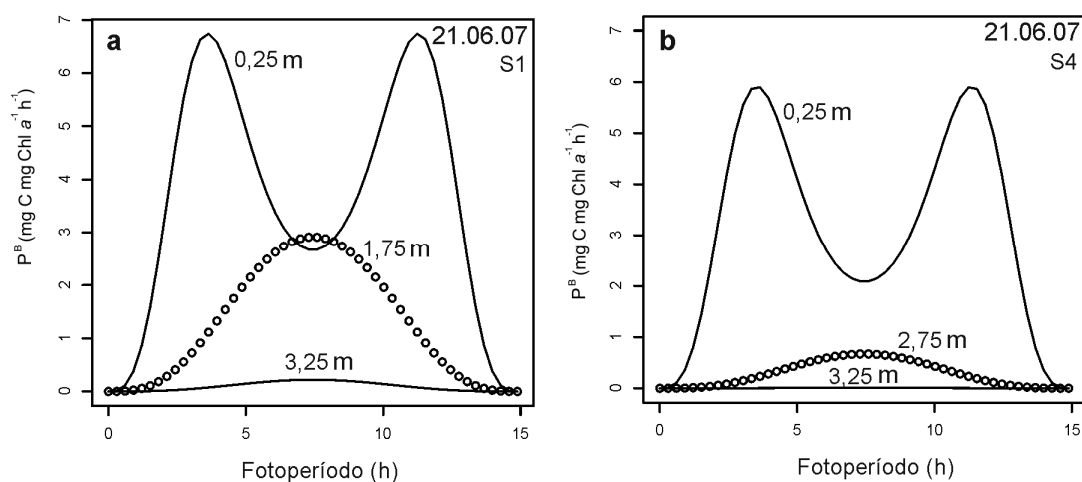 a
21.06.07
S1
0,25 m
1,75 m
3,25 m
7
6
5
4
3
2
1
0
0 5 10 15
P^B (mg C mg Chl a^-1 h^-1)
Fotoperíodo (h)
b
21.06.07
S4
0,25 m
2,75 m
3,25 m
7
6
5
4
3
2
1
0
0 5 10 15
P^B (mg C mg Chl a^-1 h^-1)
Fotoperíodo (h)